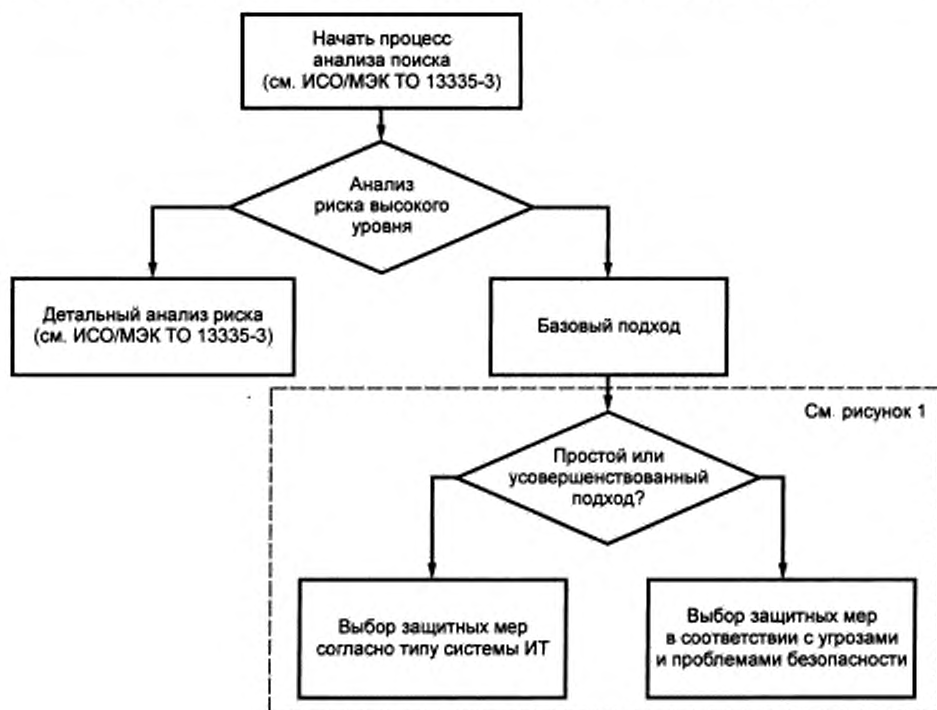 Начать процесс
анализа поиска
(см. ИСО/МЭК ТО 13335-3)
Анализ
риска высокого
уровня
Детальный анализ риска
(см. ИСО/МЭК ТО 13335-3)
Базовый подход
См. рисунок 1
Простой или
усовершенствованный
подход?
Выбор защитных мер
согласно типу системы ИТ
Выбор защитных мер
в соответствии с угрозами
и проблемами безопасности